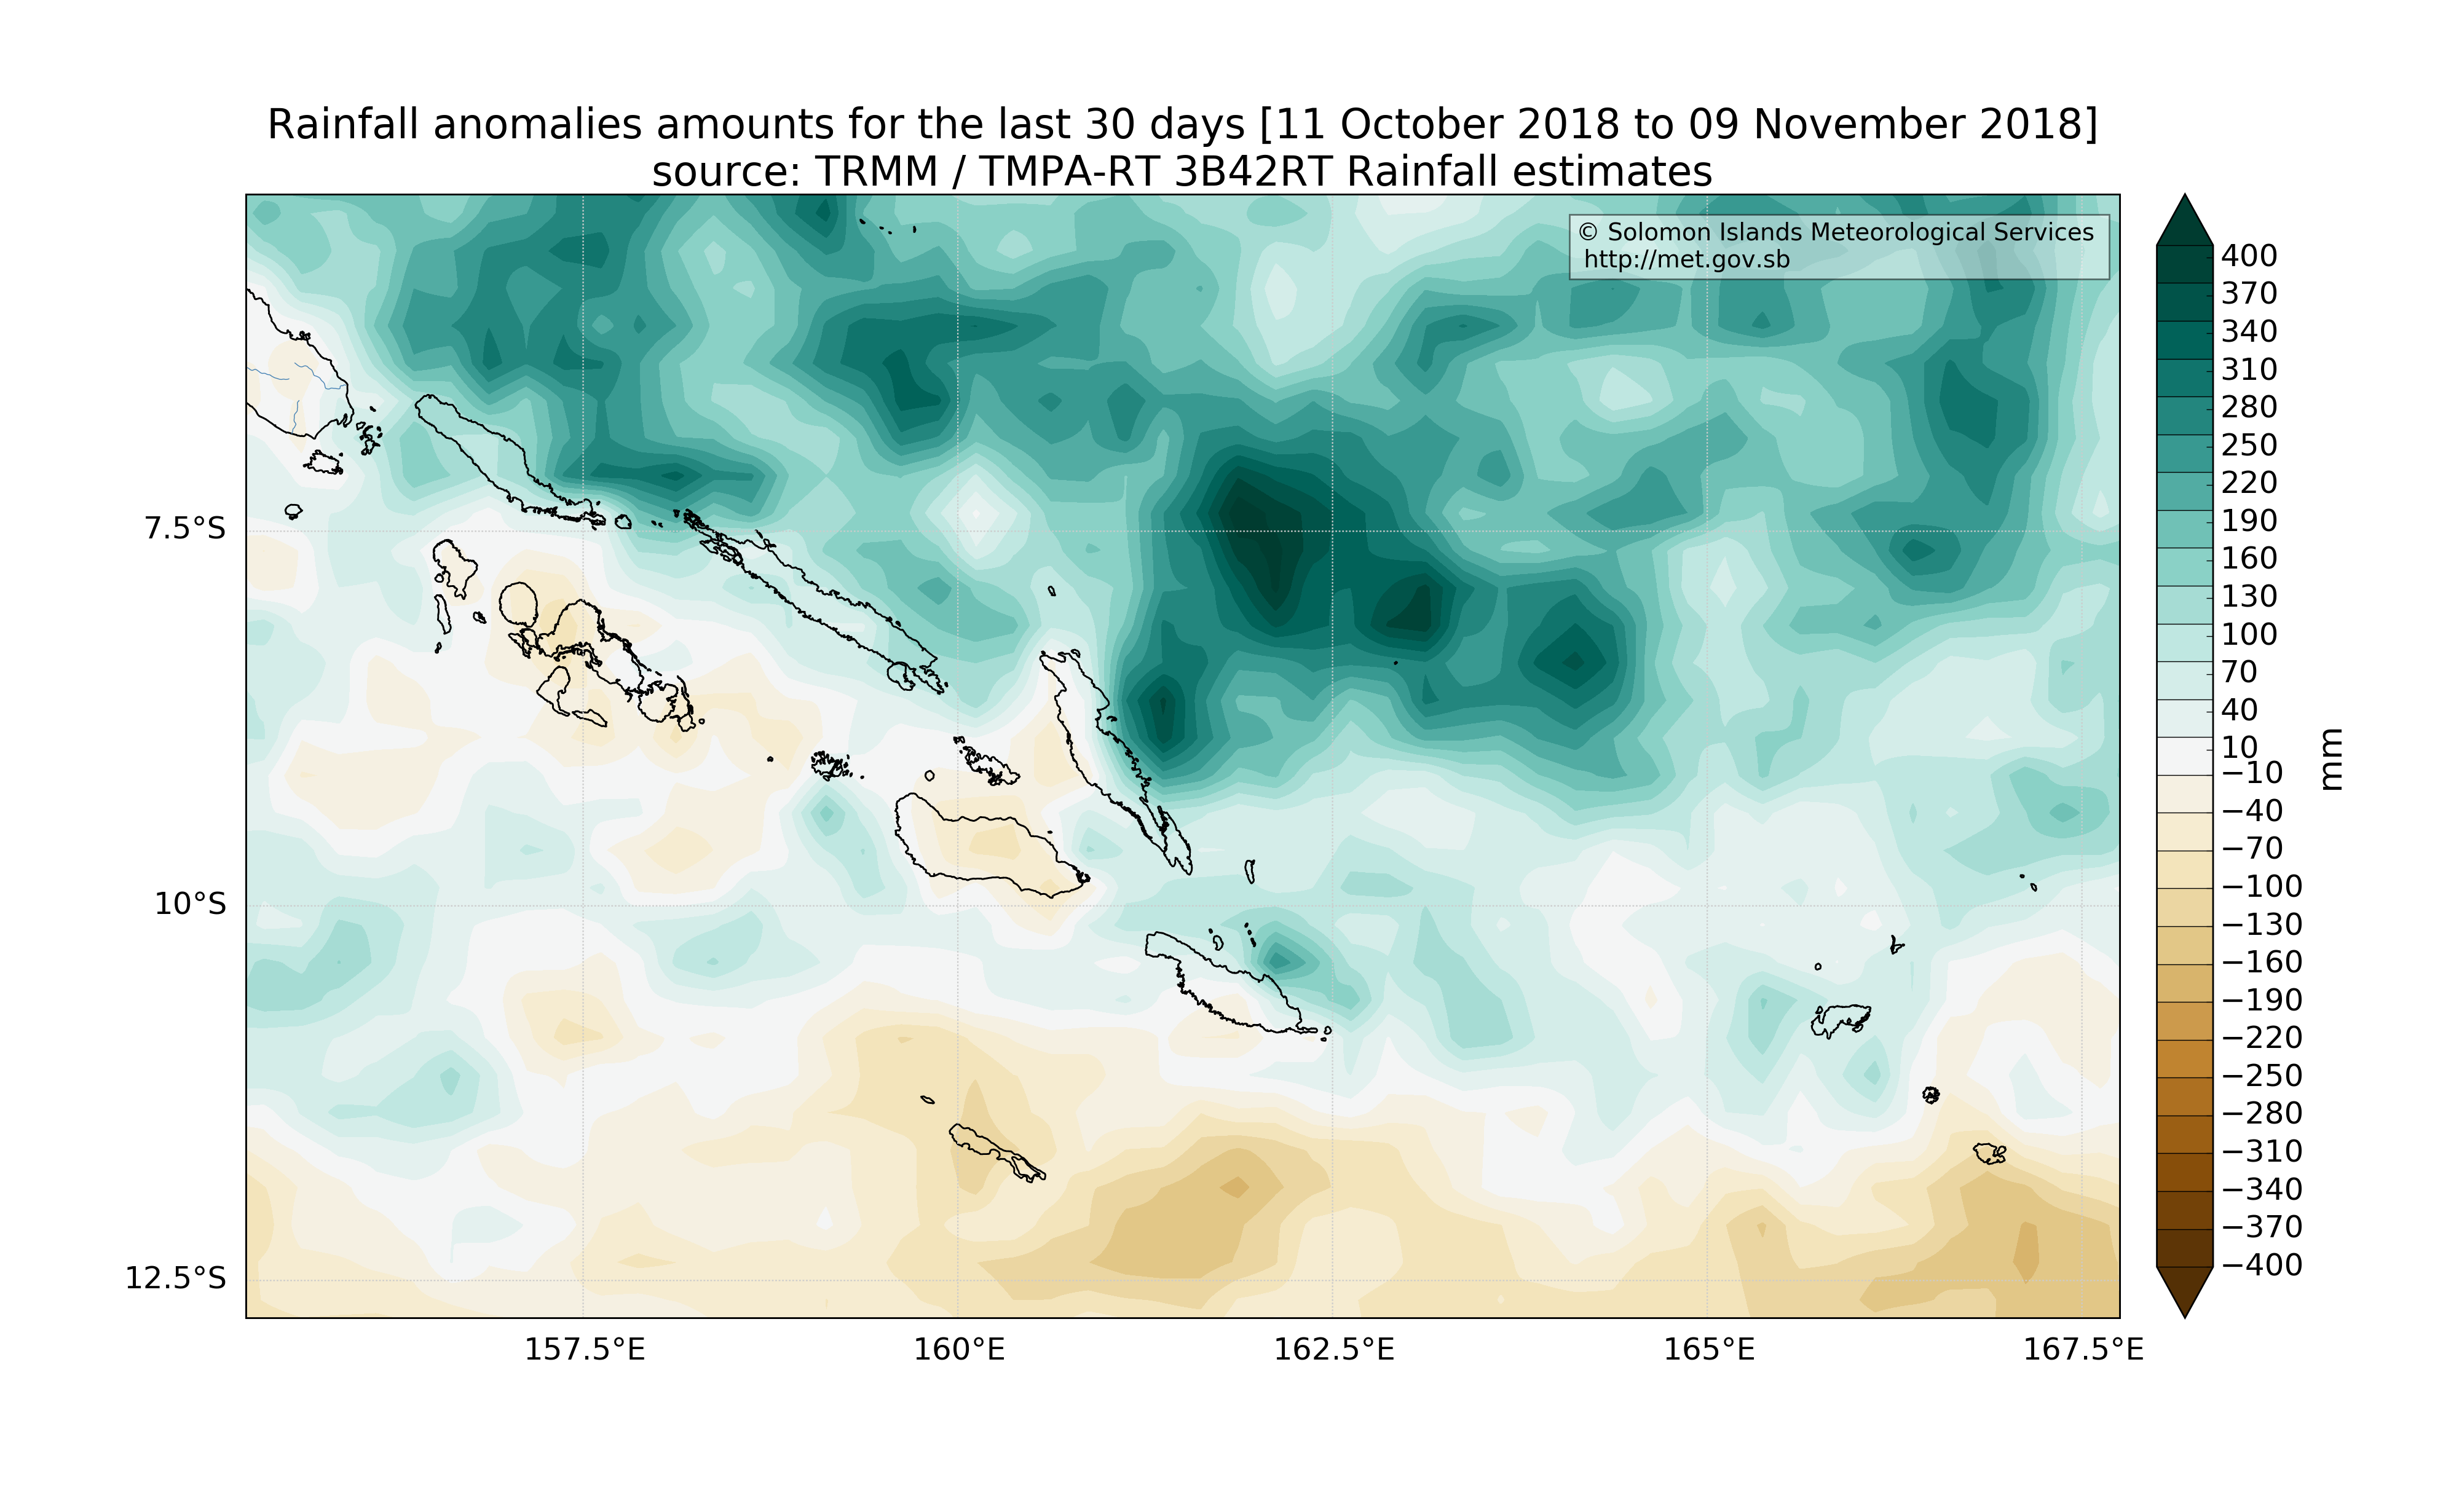 Rainfall anomalies amounts for the last 30 days [11 October 2018 to 09 November 2018]
source: TRMM / TMPA-RT 3B42RT Rainfall estimates
© Solomon Islands Meteorological Services
http://met.gov.sb
7.5°S
10°S
12.5°S
157.5°E
160°E
162.5°E
165°E
167.5°E
400
370
340
310
280
250
220
190
160
130
100
70
40
10
−10
−40
−70
−100
−130
−160
−190
−220
−250
−280
−310
−340
−370
−400
mm